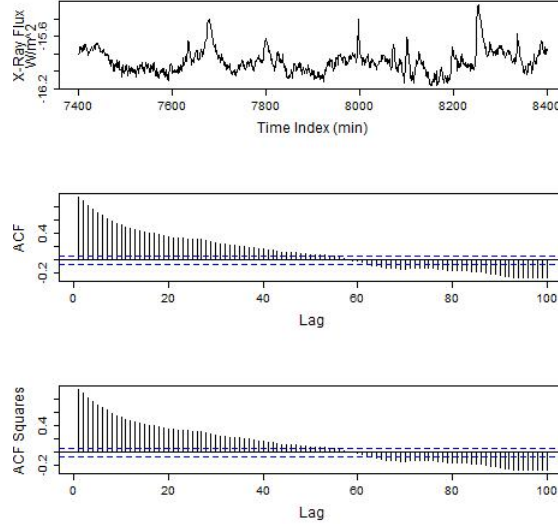 X-Ray Flux
W/m^2
-15.6
-16.2
7400 7600 7800 8000 8200 8400
Time Index (min)
ACF
0.4
-0.2
0 20 40 60 80 100
Lag
ACF Squares
0.4
-0.2
0 20 40 60 80 100
Lag